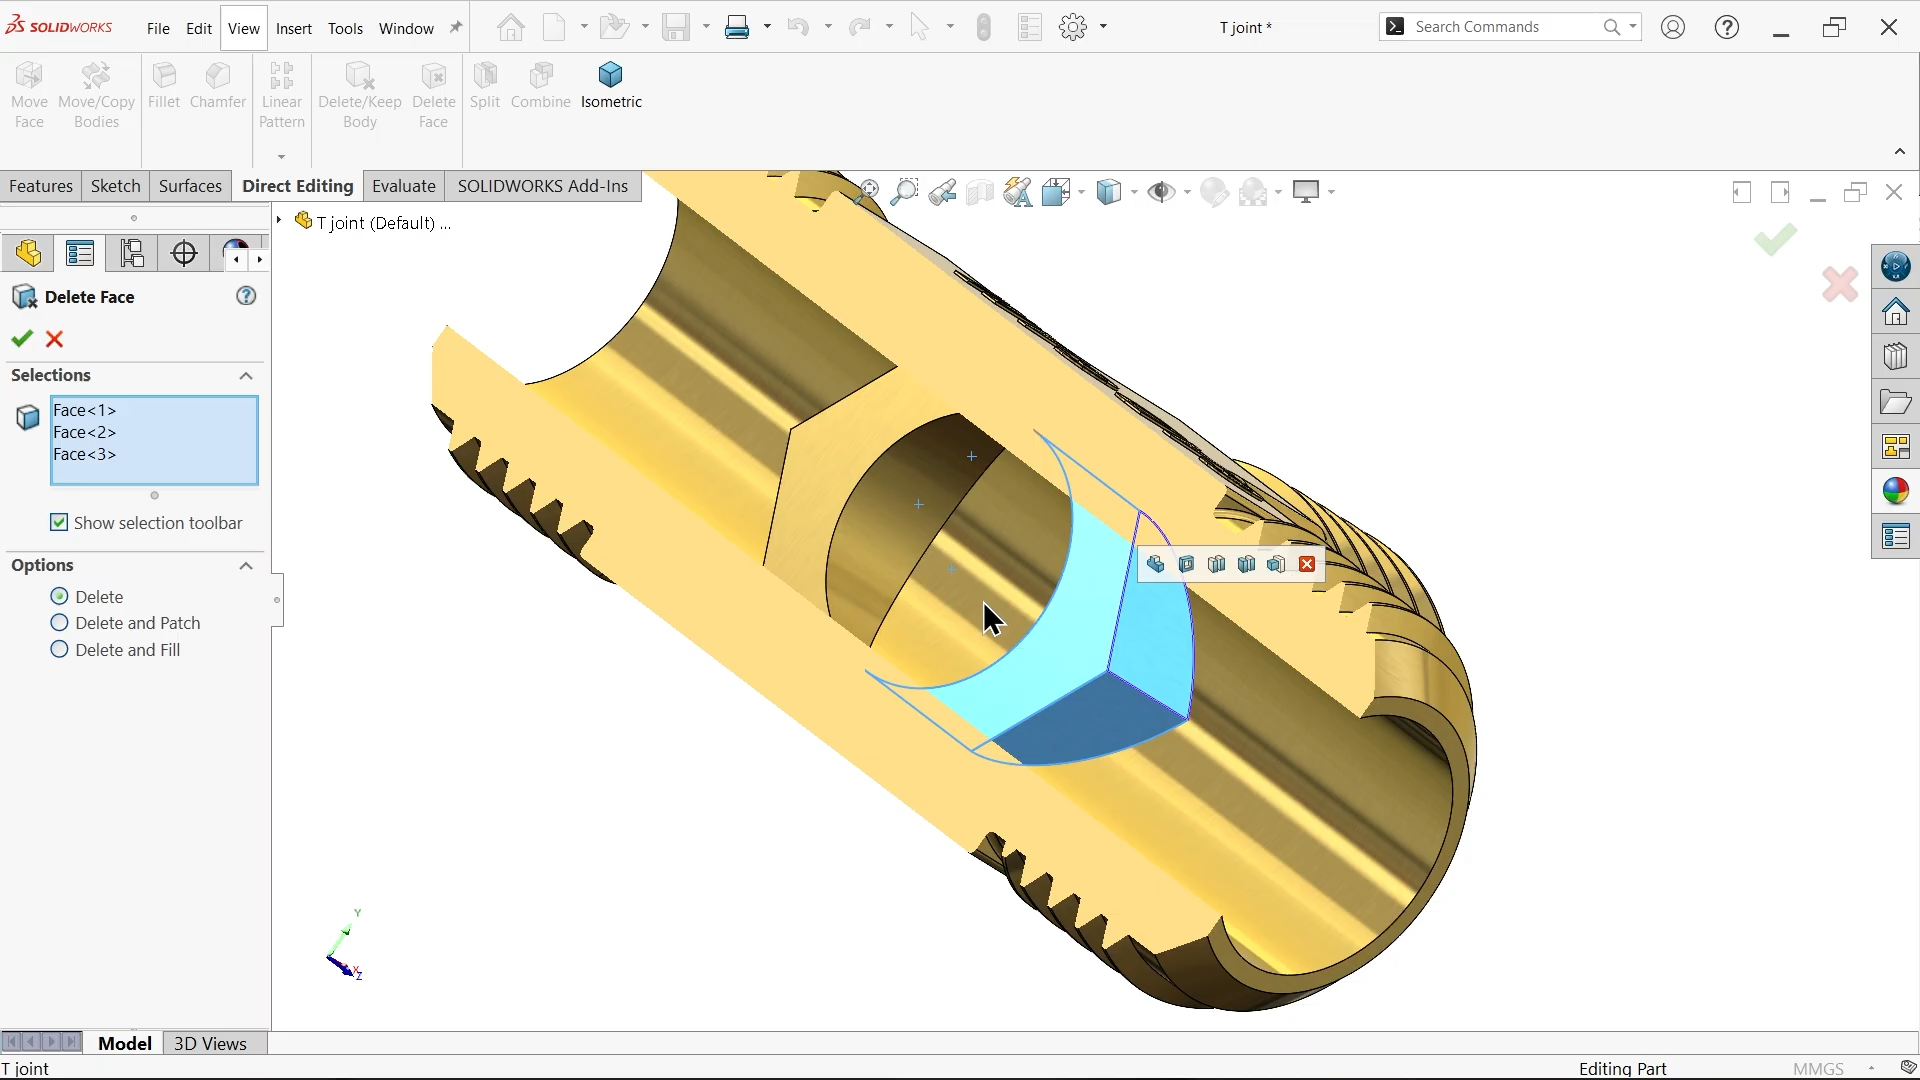 SOLIDWORKS File Edit View Insert Tools Window T joint * Search Commands
Move Face Move/Copy Bodies Fillet Chamfer Linear Pattern Delete/Keep Body Delete Face Split Combine Isometric
Features Sketch Surfaces Direct Editing Evaluate SOLIDWORKS Add-Ins
T joint (Default) ...
Delete Face
Selections
Face<1>
Face<2>
Face<3>
Show selection toolbar
Options
Delete
Delete and Patch
Delete and Fill
Y
X
Z
Model 3D Views
T joint Editing Part MMGS